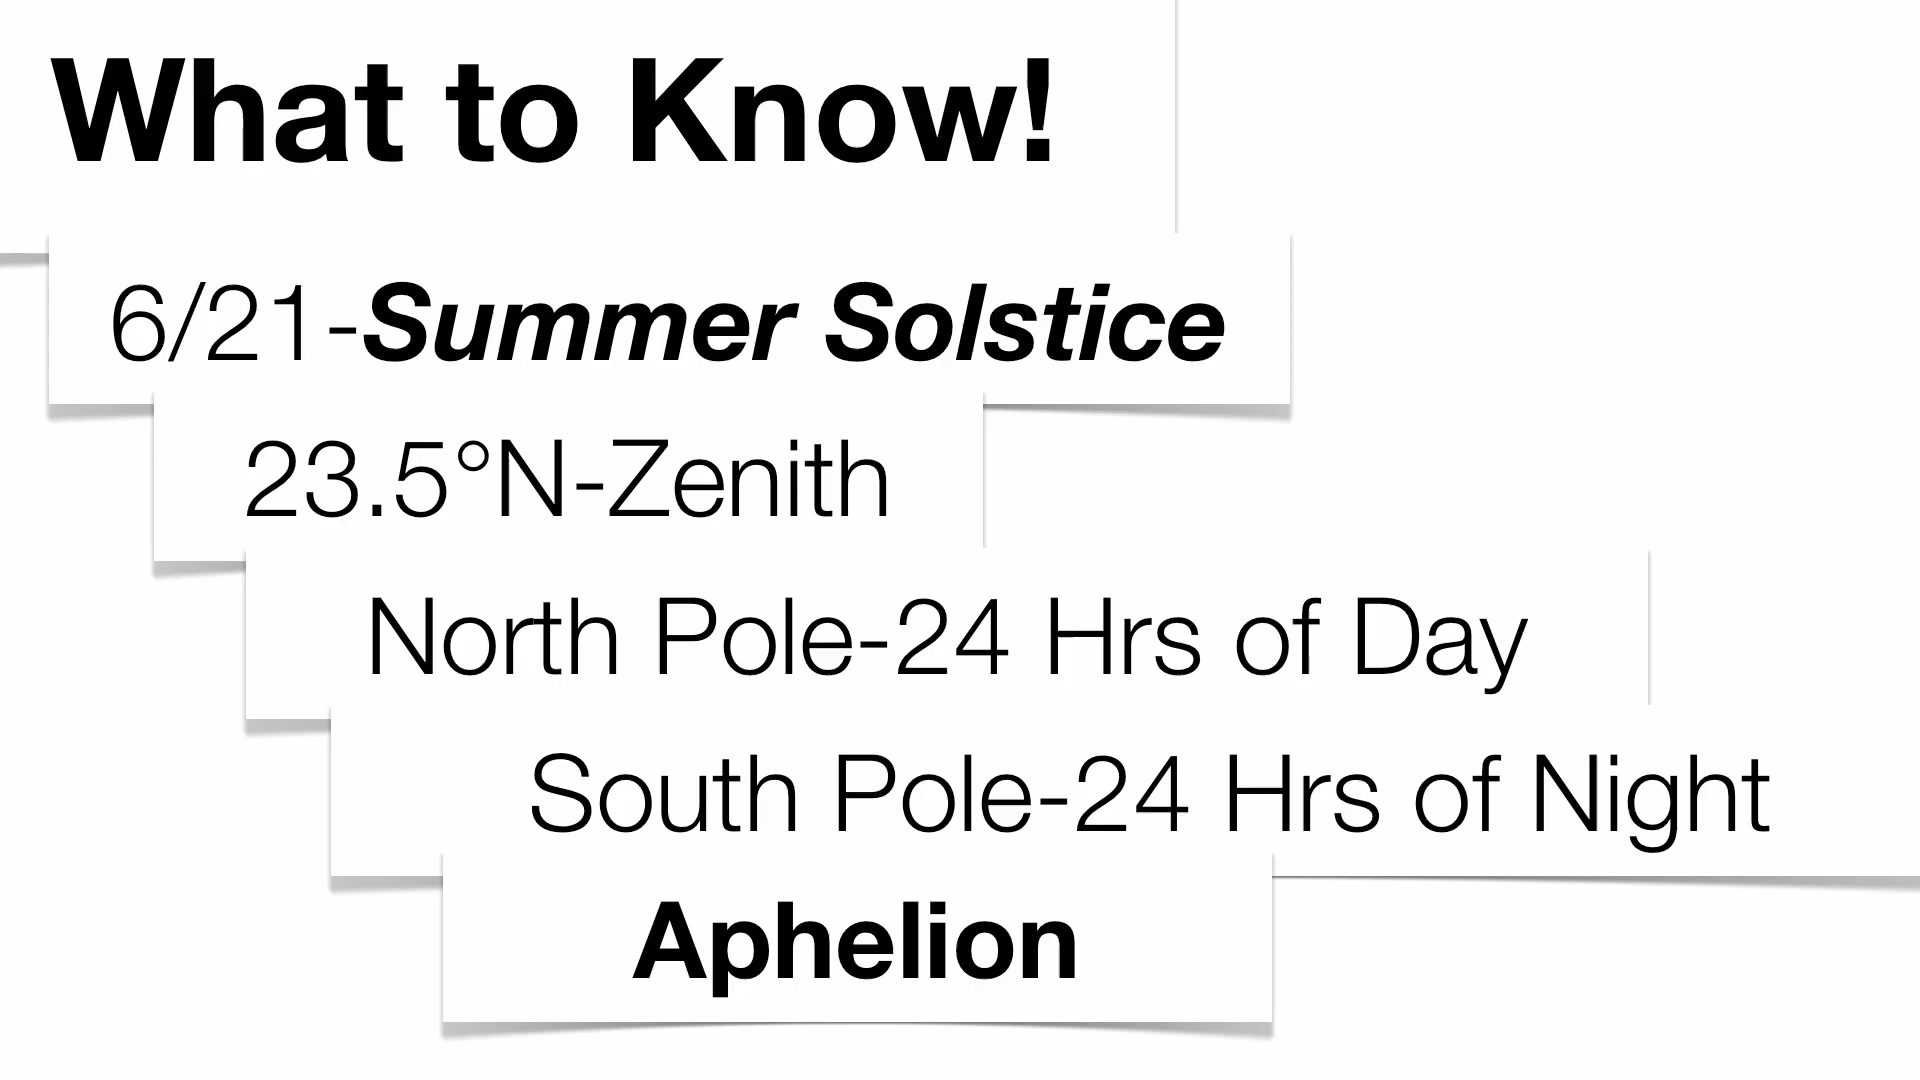 What to Know!
6/21-Summer Solstice
23.5°N-Zenith
North Pole-24 Hrs of Day
South Pole-24 Hrs of Night
Aphelion